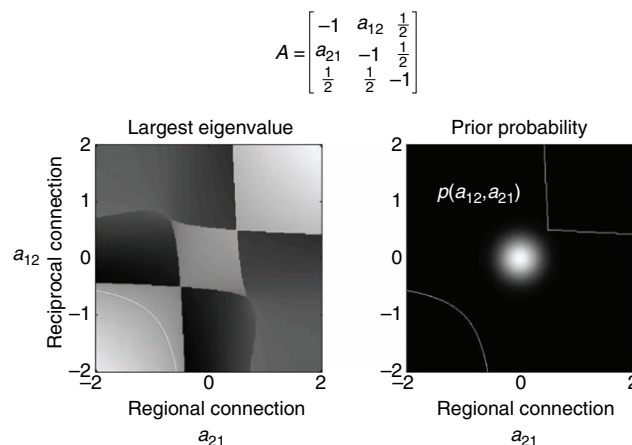 A = [ −1 a12 1/2
a21 −1 1/2
1/2 1/2 −1 ]
Largest eigenvalue
Prior probability
2
1
0
−1
−2
a12
Reciprocal connection
−2 0 2
Regional connection
a21
2
1
0
−1
−2
p(a12,a21)
−2 0 2
Regional connection
a21